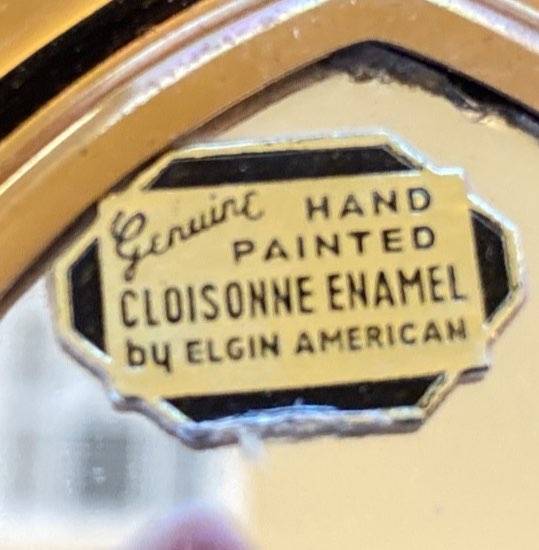 Genuine HAND
PAINTED
CLOISONNE ENAMEL
by ELGIN AMERICAN